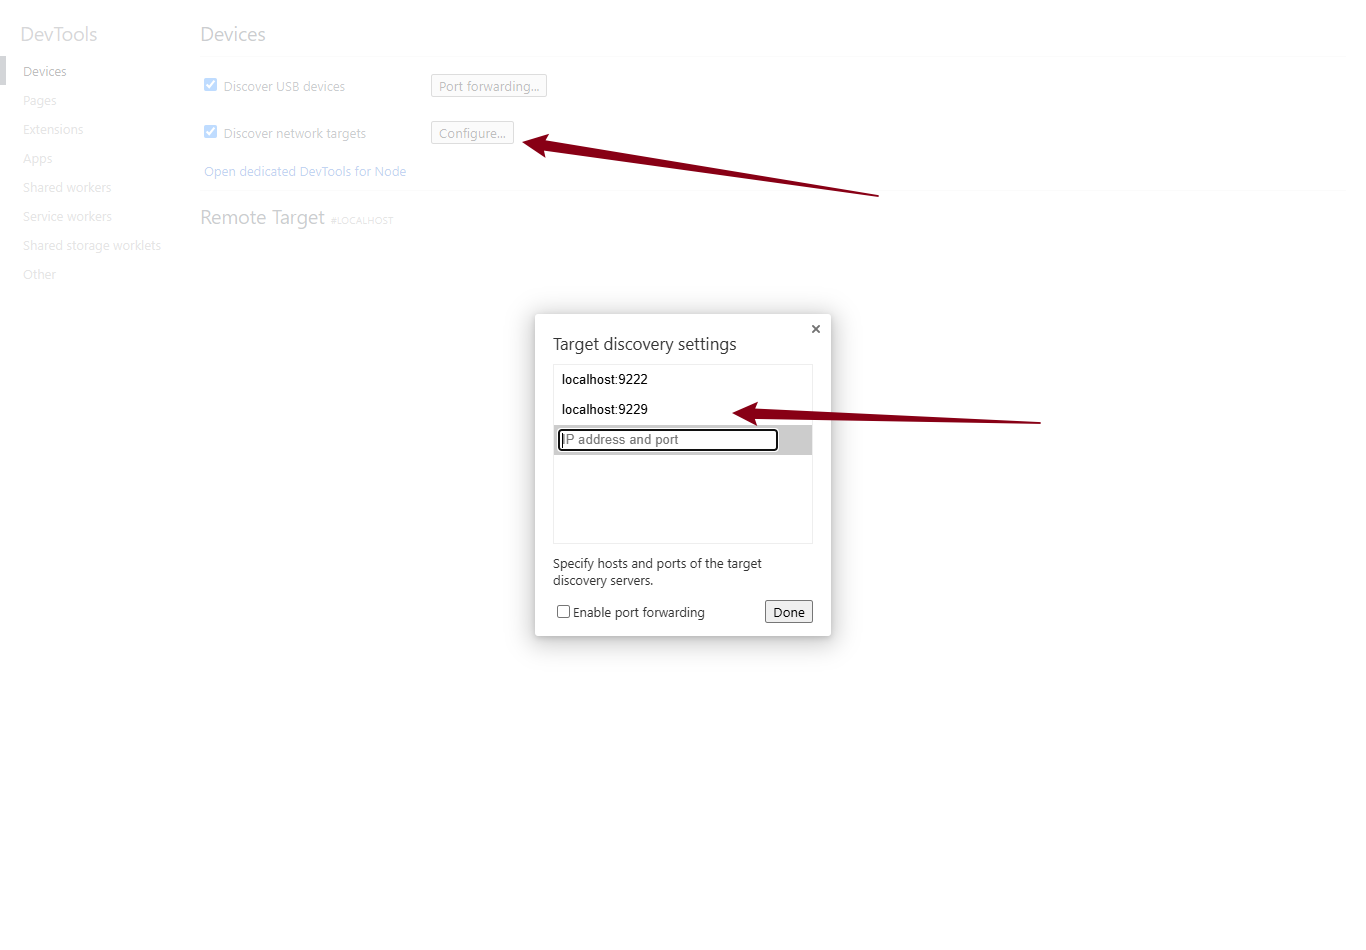 DevTools
Devices
Pages
Extensions
Apps
Shared workers
Service workers
Shared storage worklets
Other
Devices
Discover USB devices
Port forwarding...
Discover network targets
Configure...
Open dedicated DevTools for Node
Remote Target #LOCALHOST
Target discovery settings
localhost:9222
localhost:9229
IP address and port
Specify hosts and ports of the target
discovery servers.
Enable port forwarding
Done